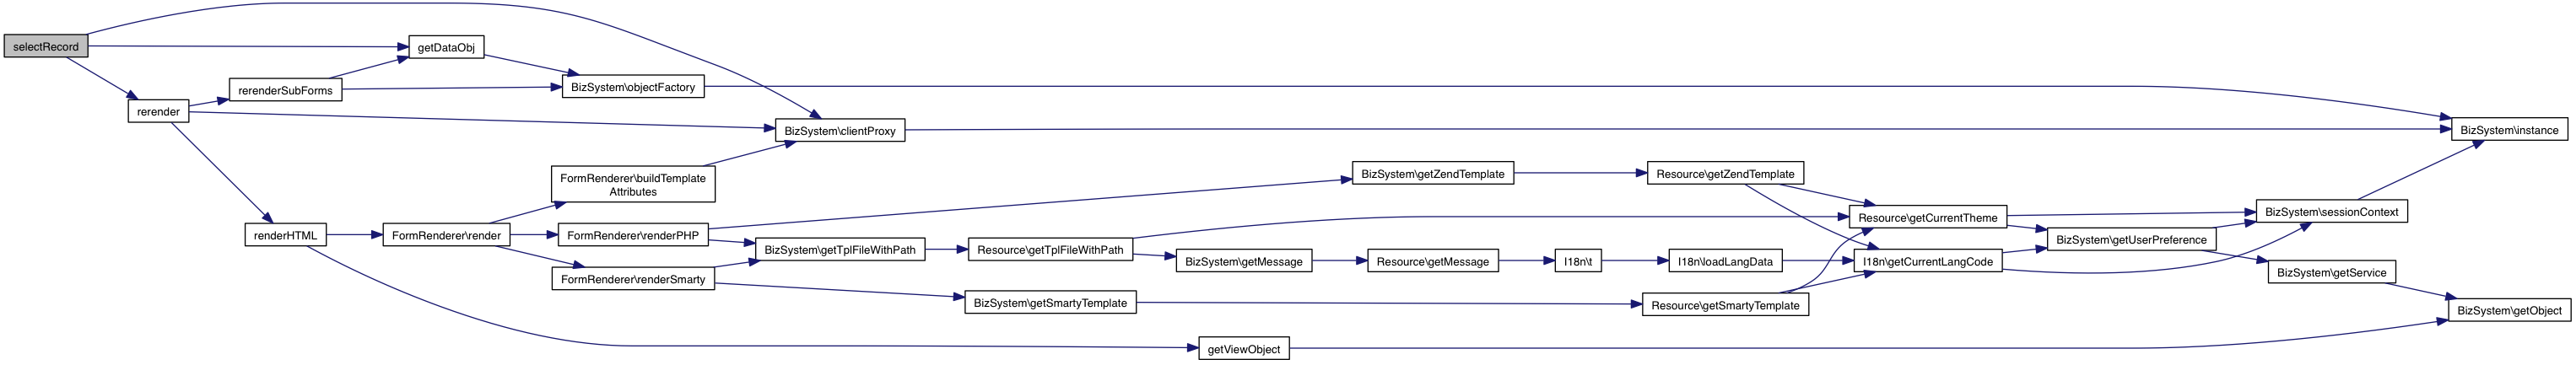 selectRecord
getDataObj
rerenderSubForms
BizSystem\objectFactory
rerender
BizSystem\clientProxy
BizSystem\instance
FormRenderer\buildTemplate
Attributes
BizSystem\getZendTemplate
Resource\getZendTemplate
renderHTML
FormRenderer\render
FormRenderer\renderPHP
BizSystem\getTplFileWithPath
Resource\getTplFileWithPath
BizSystem\getMessage
Resource\getMessage
I18n\t
I18n\loadLangData
Resource\getCurrentTheme
I18n\getCurrentLangCode
BizSystem\getUserPreference
BizSystem\sessionContext
BizSystem\getService
FormRenderer\renderSmarty
BizSystem\getSmartyTemplate
Resource\getSmartyTemplate
BizSystem\getObject
getViewObject